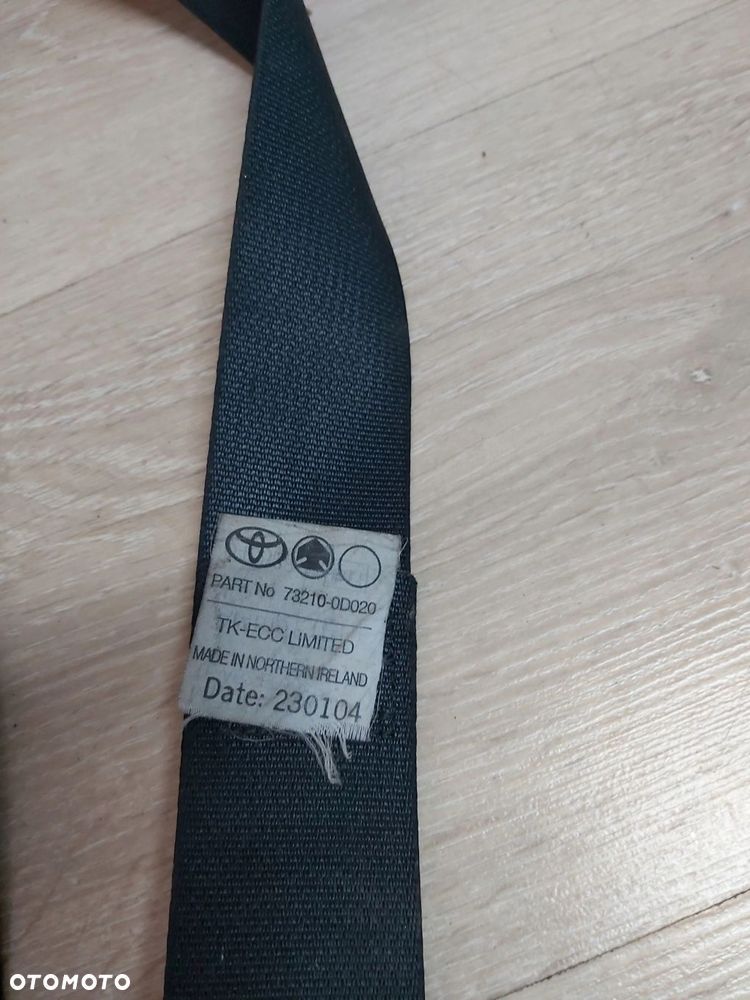 PART No 73210-0D020
TK-ECC LIMITED
MADE IN NORTHERN IRELAND
Date: 230104
OTOMOTO